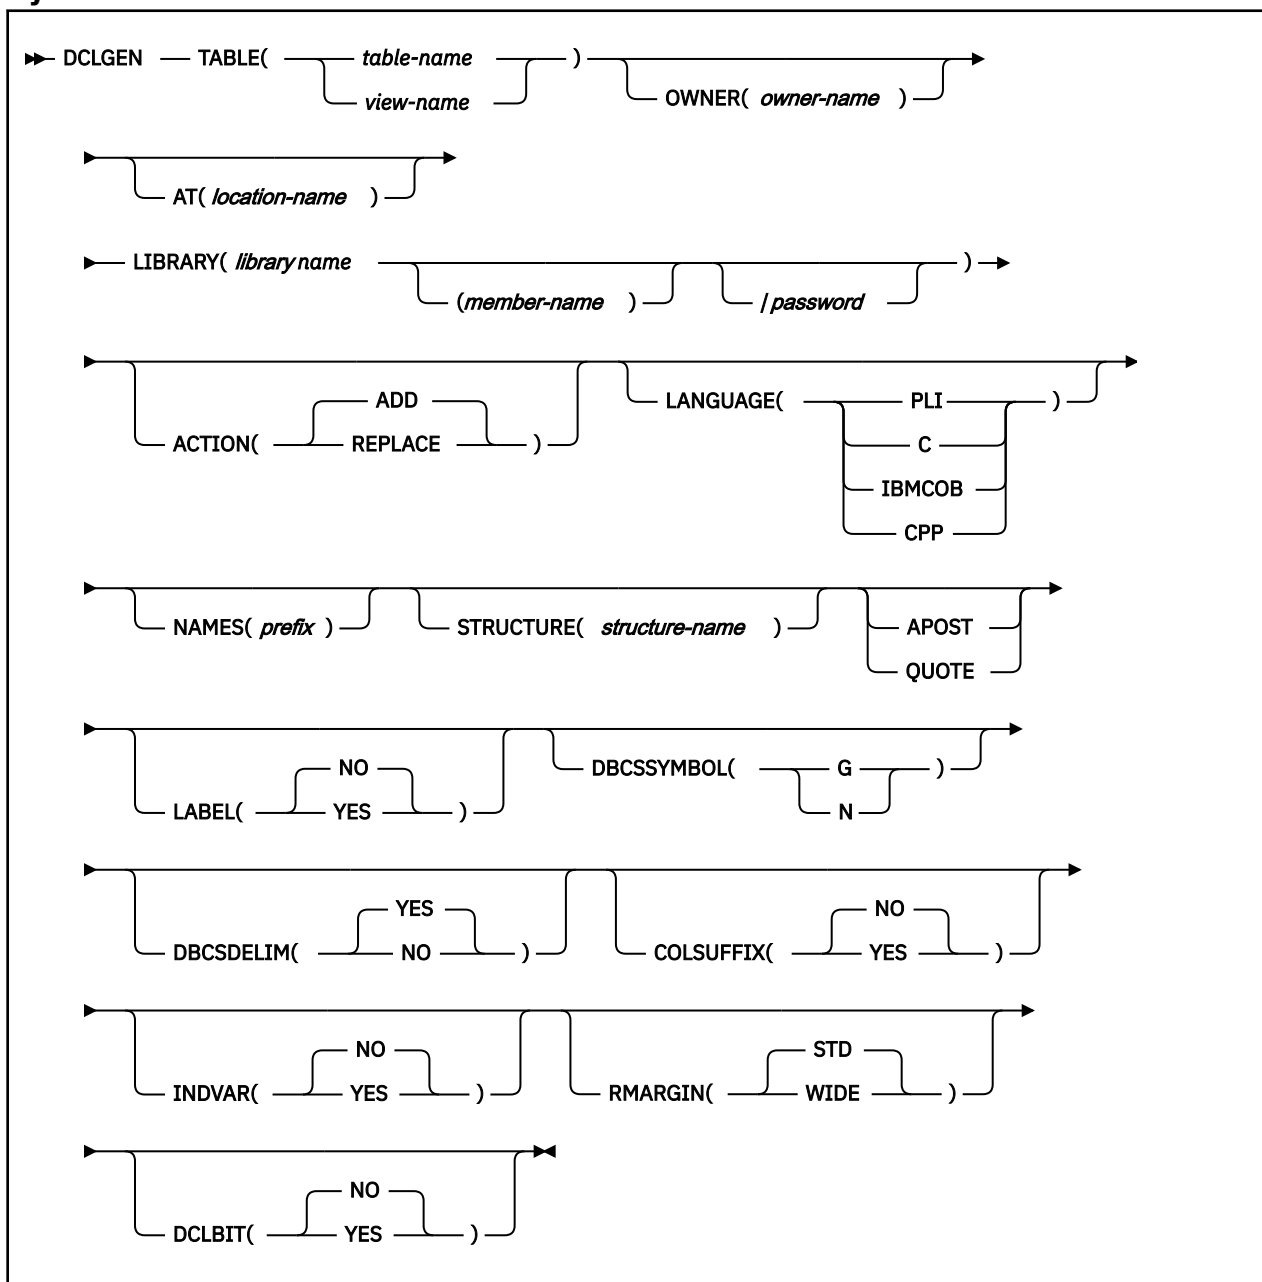 DCLGEN TABLE( table-name )
view-name OWNER( owner-name )
AT( location-name )
LIBRARY( library name )
(member-name ) / password
ADD LANGUAGE( PLI )
ACTION( REPLACE ) C
IBMCOB
CPP
NAMES( prefix ) STRUCTURE( structure-name ) APOST
QUOTE
NO DBCSSYMBOL( G )
LABEL( YES ) N
YES NO
DBCSDELIM( NO ) COLSUFFIX( YES )
NO STD
INDVAR( YES ) RMARGIN( WIDE )
NO
DCLBIT( YES )